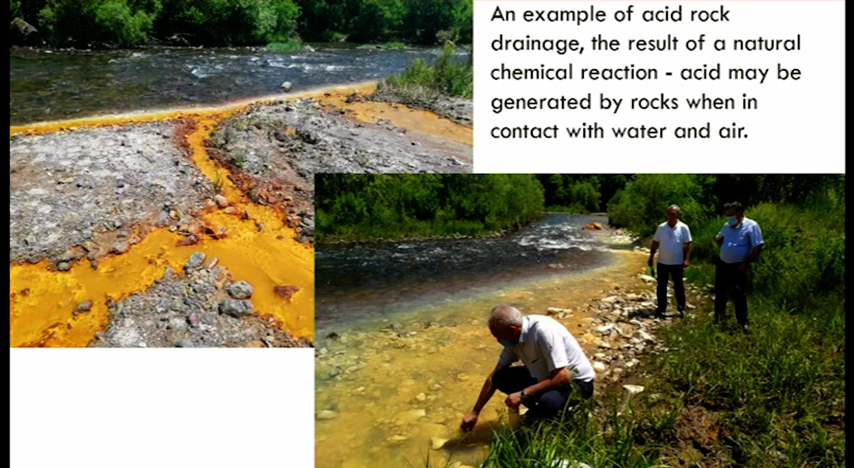 An example of acid rock
drainage, the result of a natural
chemical reaction - acid may be
generated by rocks when in
contact with water and air.